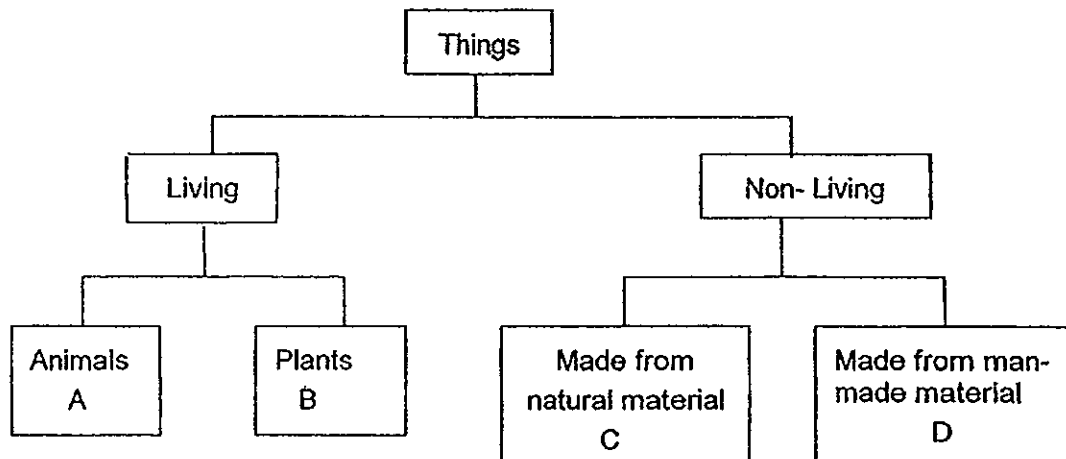 Things
Living
Non- Living
Animals
A
Plants
B
Made from
natural material
C
Made from man-
made material
D